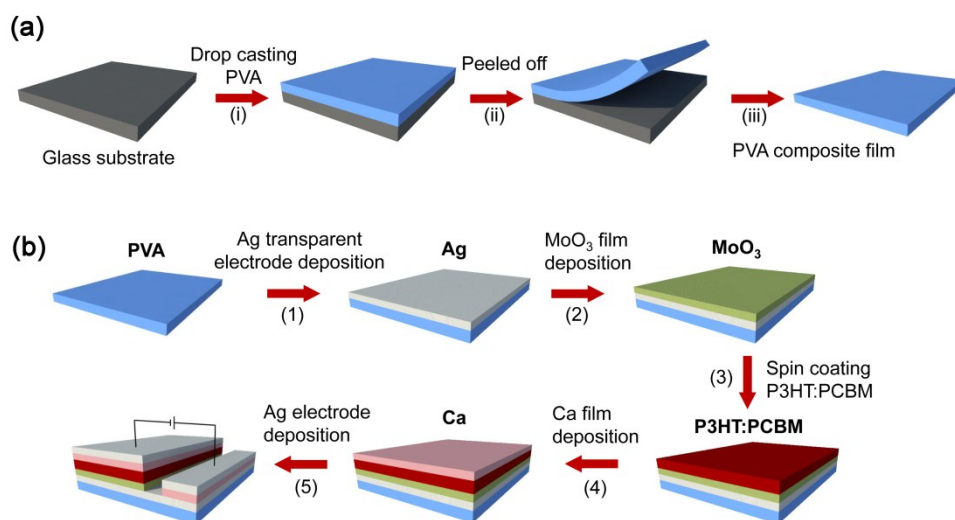 (a)
Drop casting
PVA
(i)
Peeled off
(ii)
(iii)
Glass substrate
PVA composite film
(b)
PVA
Ag transparent
electrode deposition
(1)
Ag
MoO₃ film
deposition
(2)
MoO₃
(3)
Spin coating
P3HT:PCBM
P3HT:PCBM
Ca film
deposition
(4)
Ca
Ag electrode
deposition
(5)